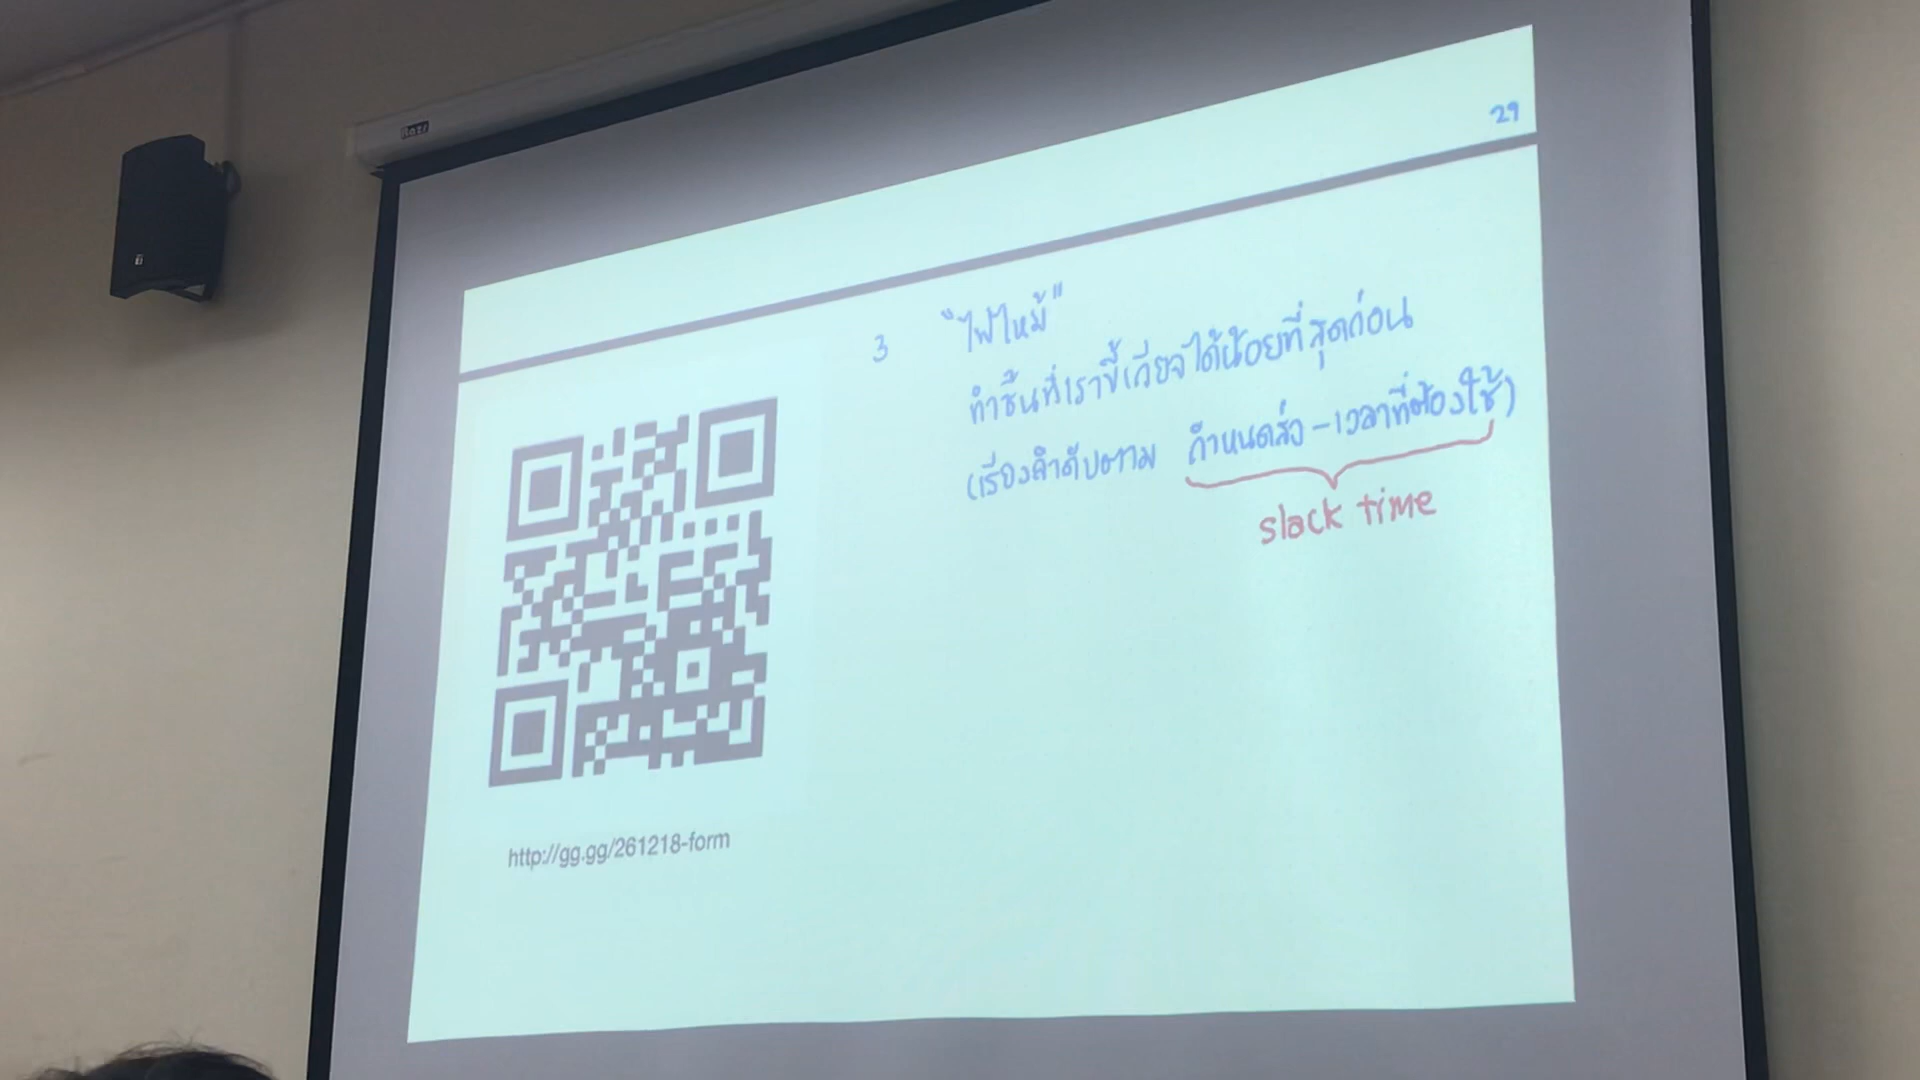 29
3 "ไฟไหม้"
ทำชิ้นที่เราขี้เกียจได้น้อยที่สุดก่อน
(เรียงลำดับตาม กำหนดส่ง - เวลาที่ต้องใช้)
slack time
http://gg.gg/261218-form